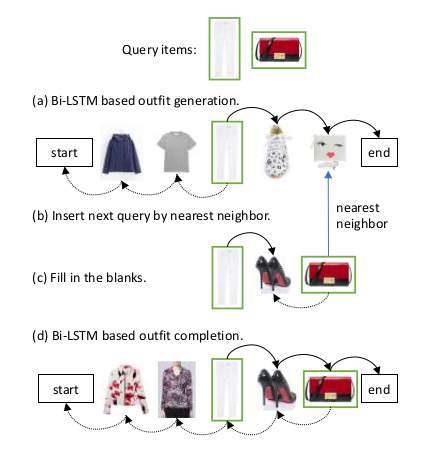 Query items:
(a) Bi-LSTM based outfit generation.
start
end
(b) Insert next query by nearest neighbor.
nearest
neighbor
(c) Fill in the blanks.
(d) Bi-LSTM based outfit completion.
start
end